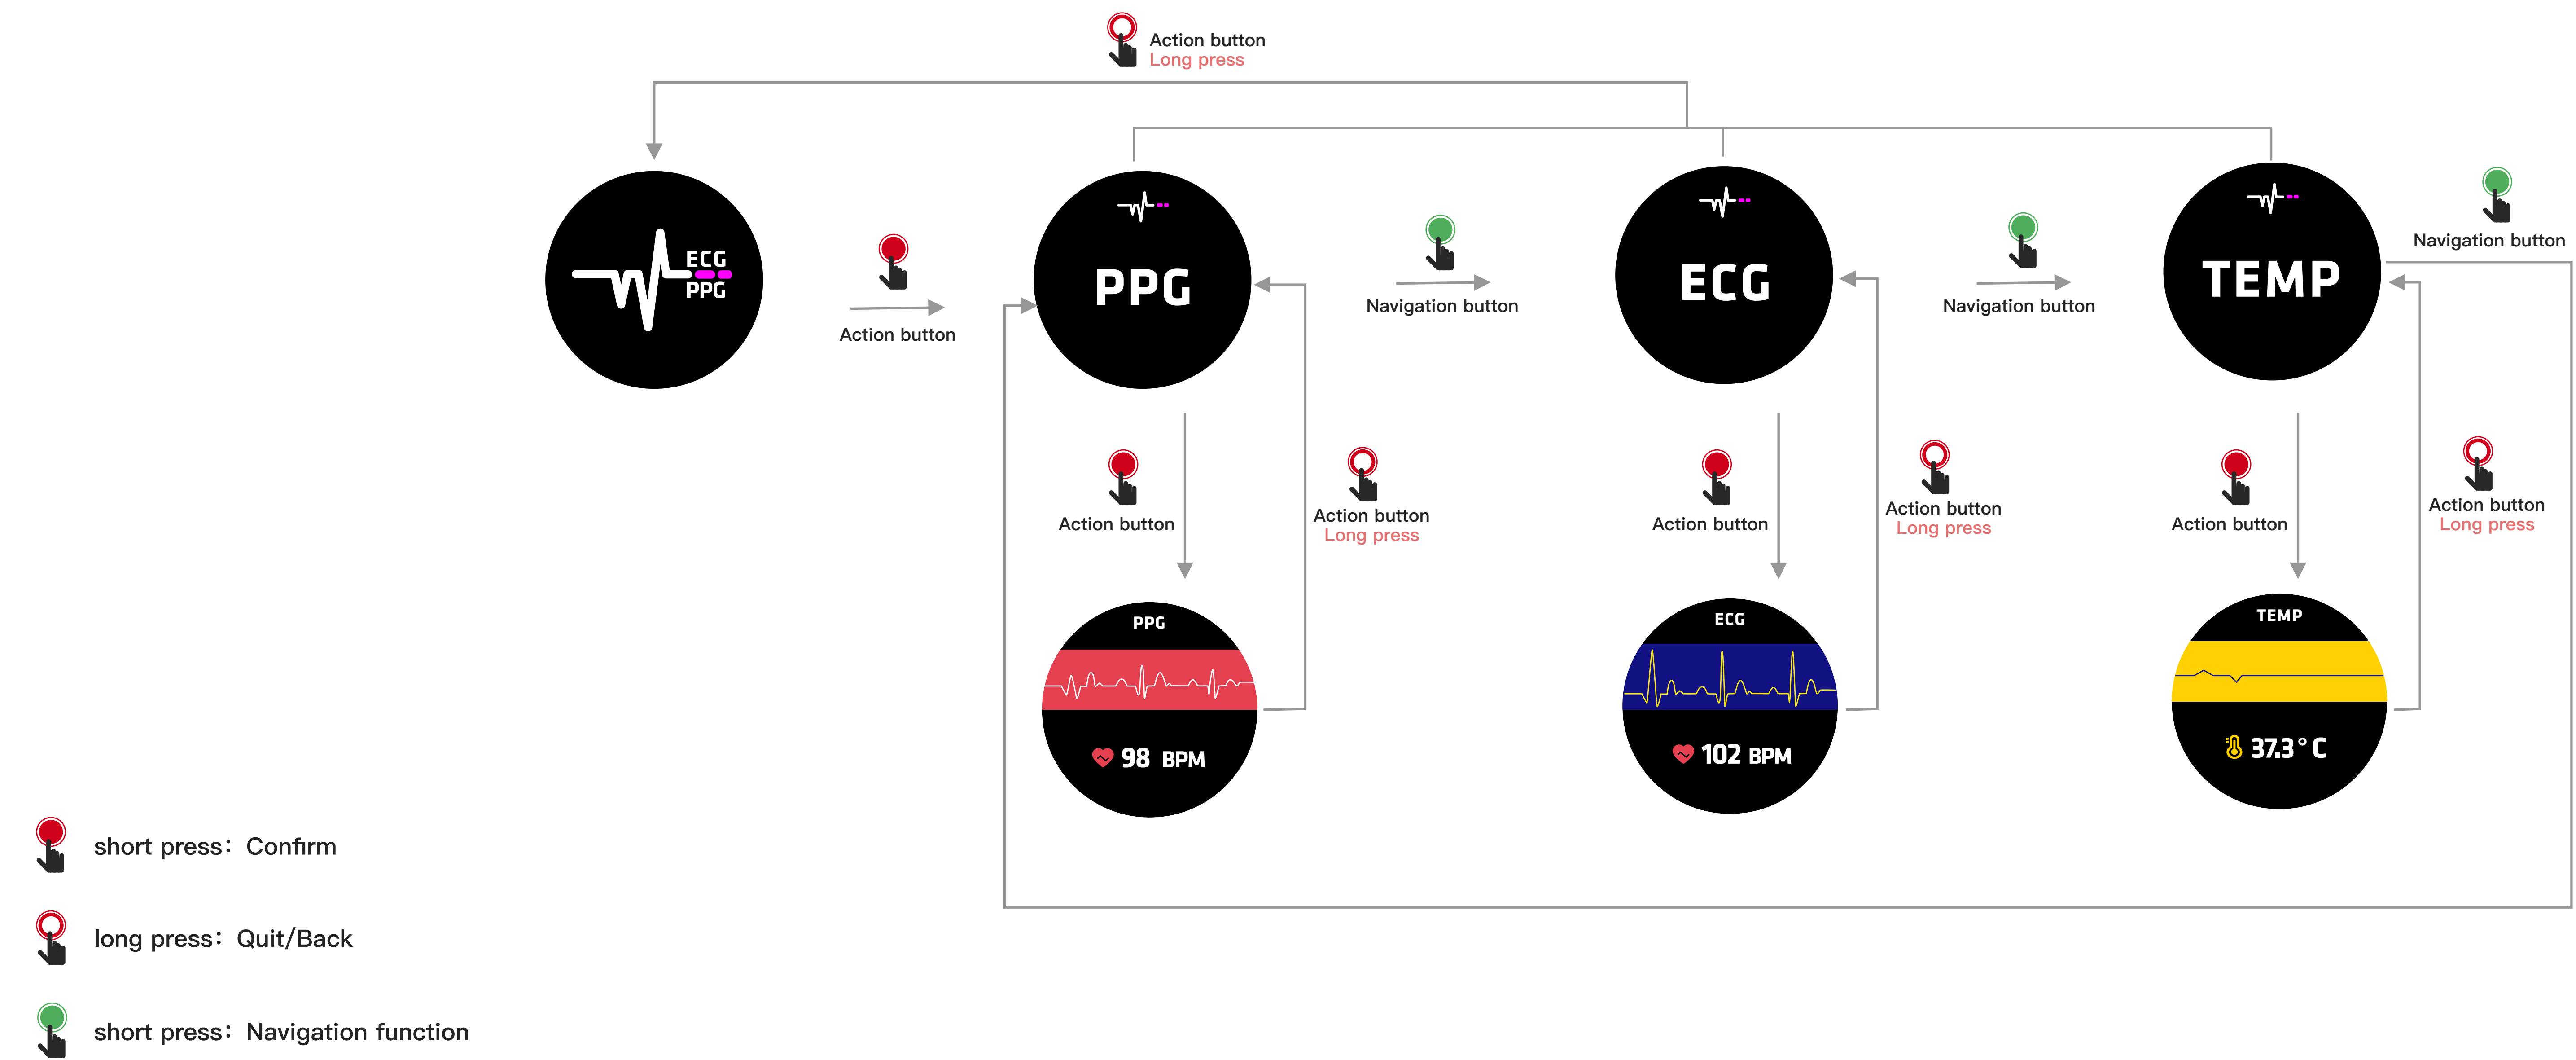 Action button
Long press
ECG
PPG
Action button
PPG
Navigation button
ECG
Navigation button
TEMP
Navigation button
Action button
Action button
Long press
Action button
Action button
Long press
Action button
Action button
Long press
PPG
98 BPM
ECG
102 BPM
TEMP
37.3°C
short press：Confirm
long press：Quit/Back
short press：Navigation function